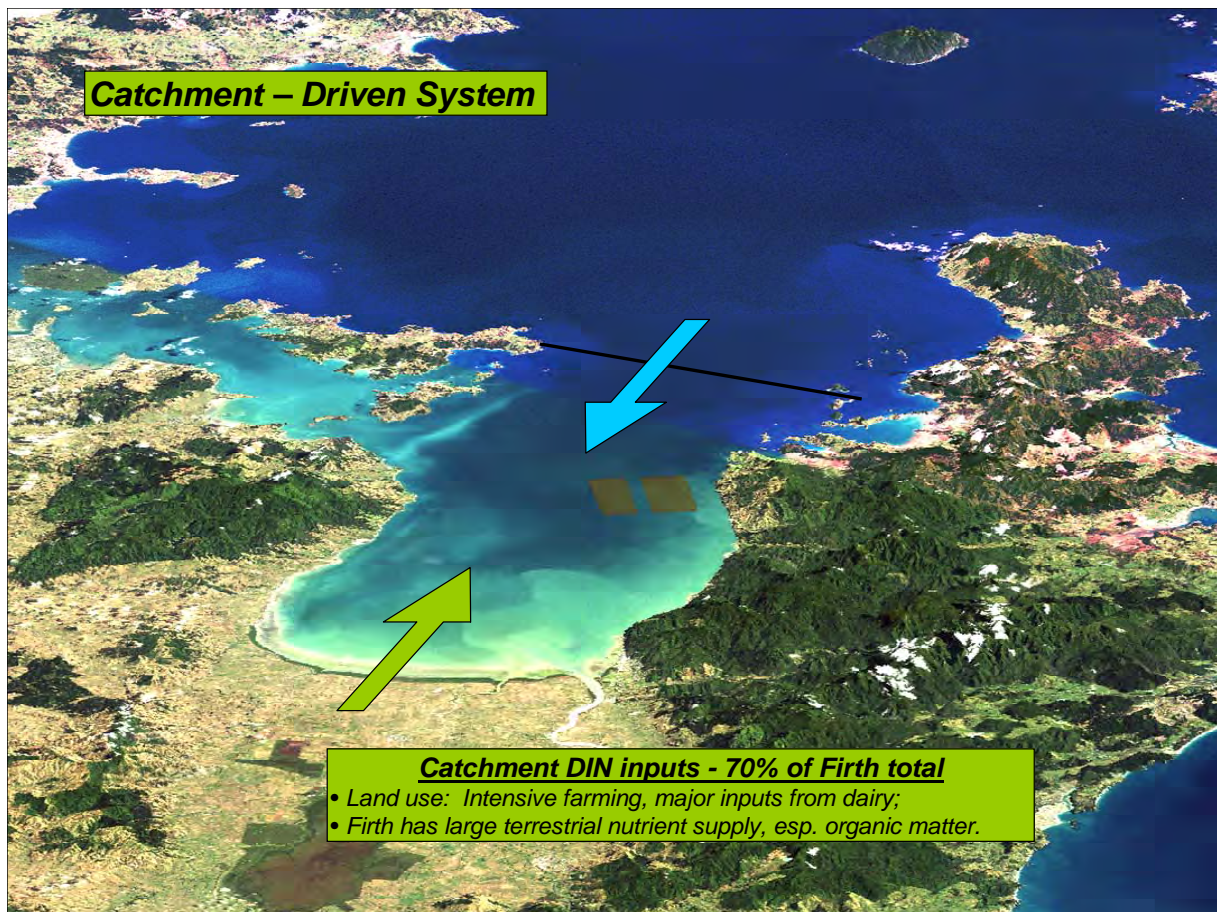 Catchment – Driven System
Catchment DIN inputs - 70% of Firth total
• Land use:  Intensive farming, major inputs from dairy;
• Firth has large terrestrial nutrient supply, esp. organic matter.